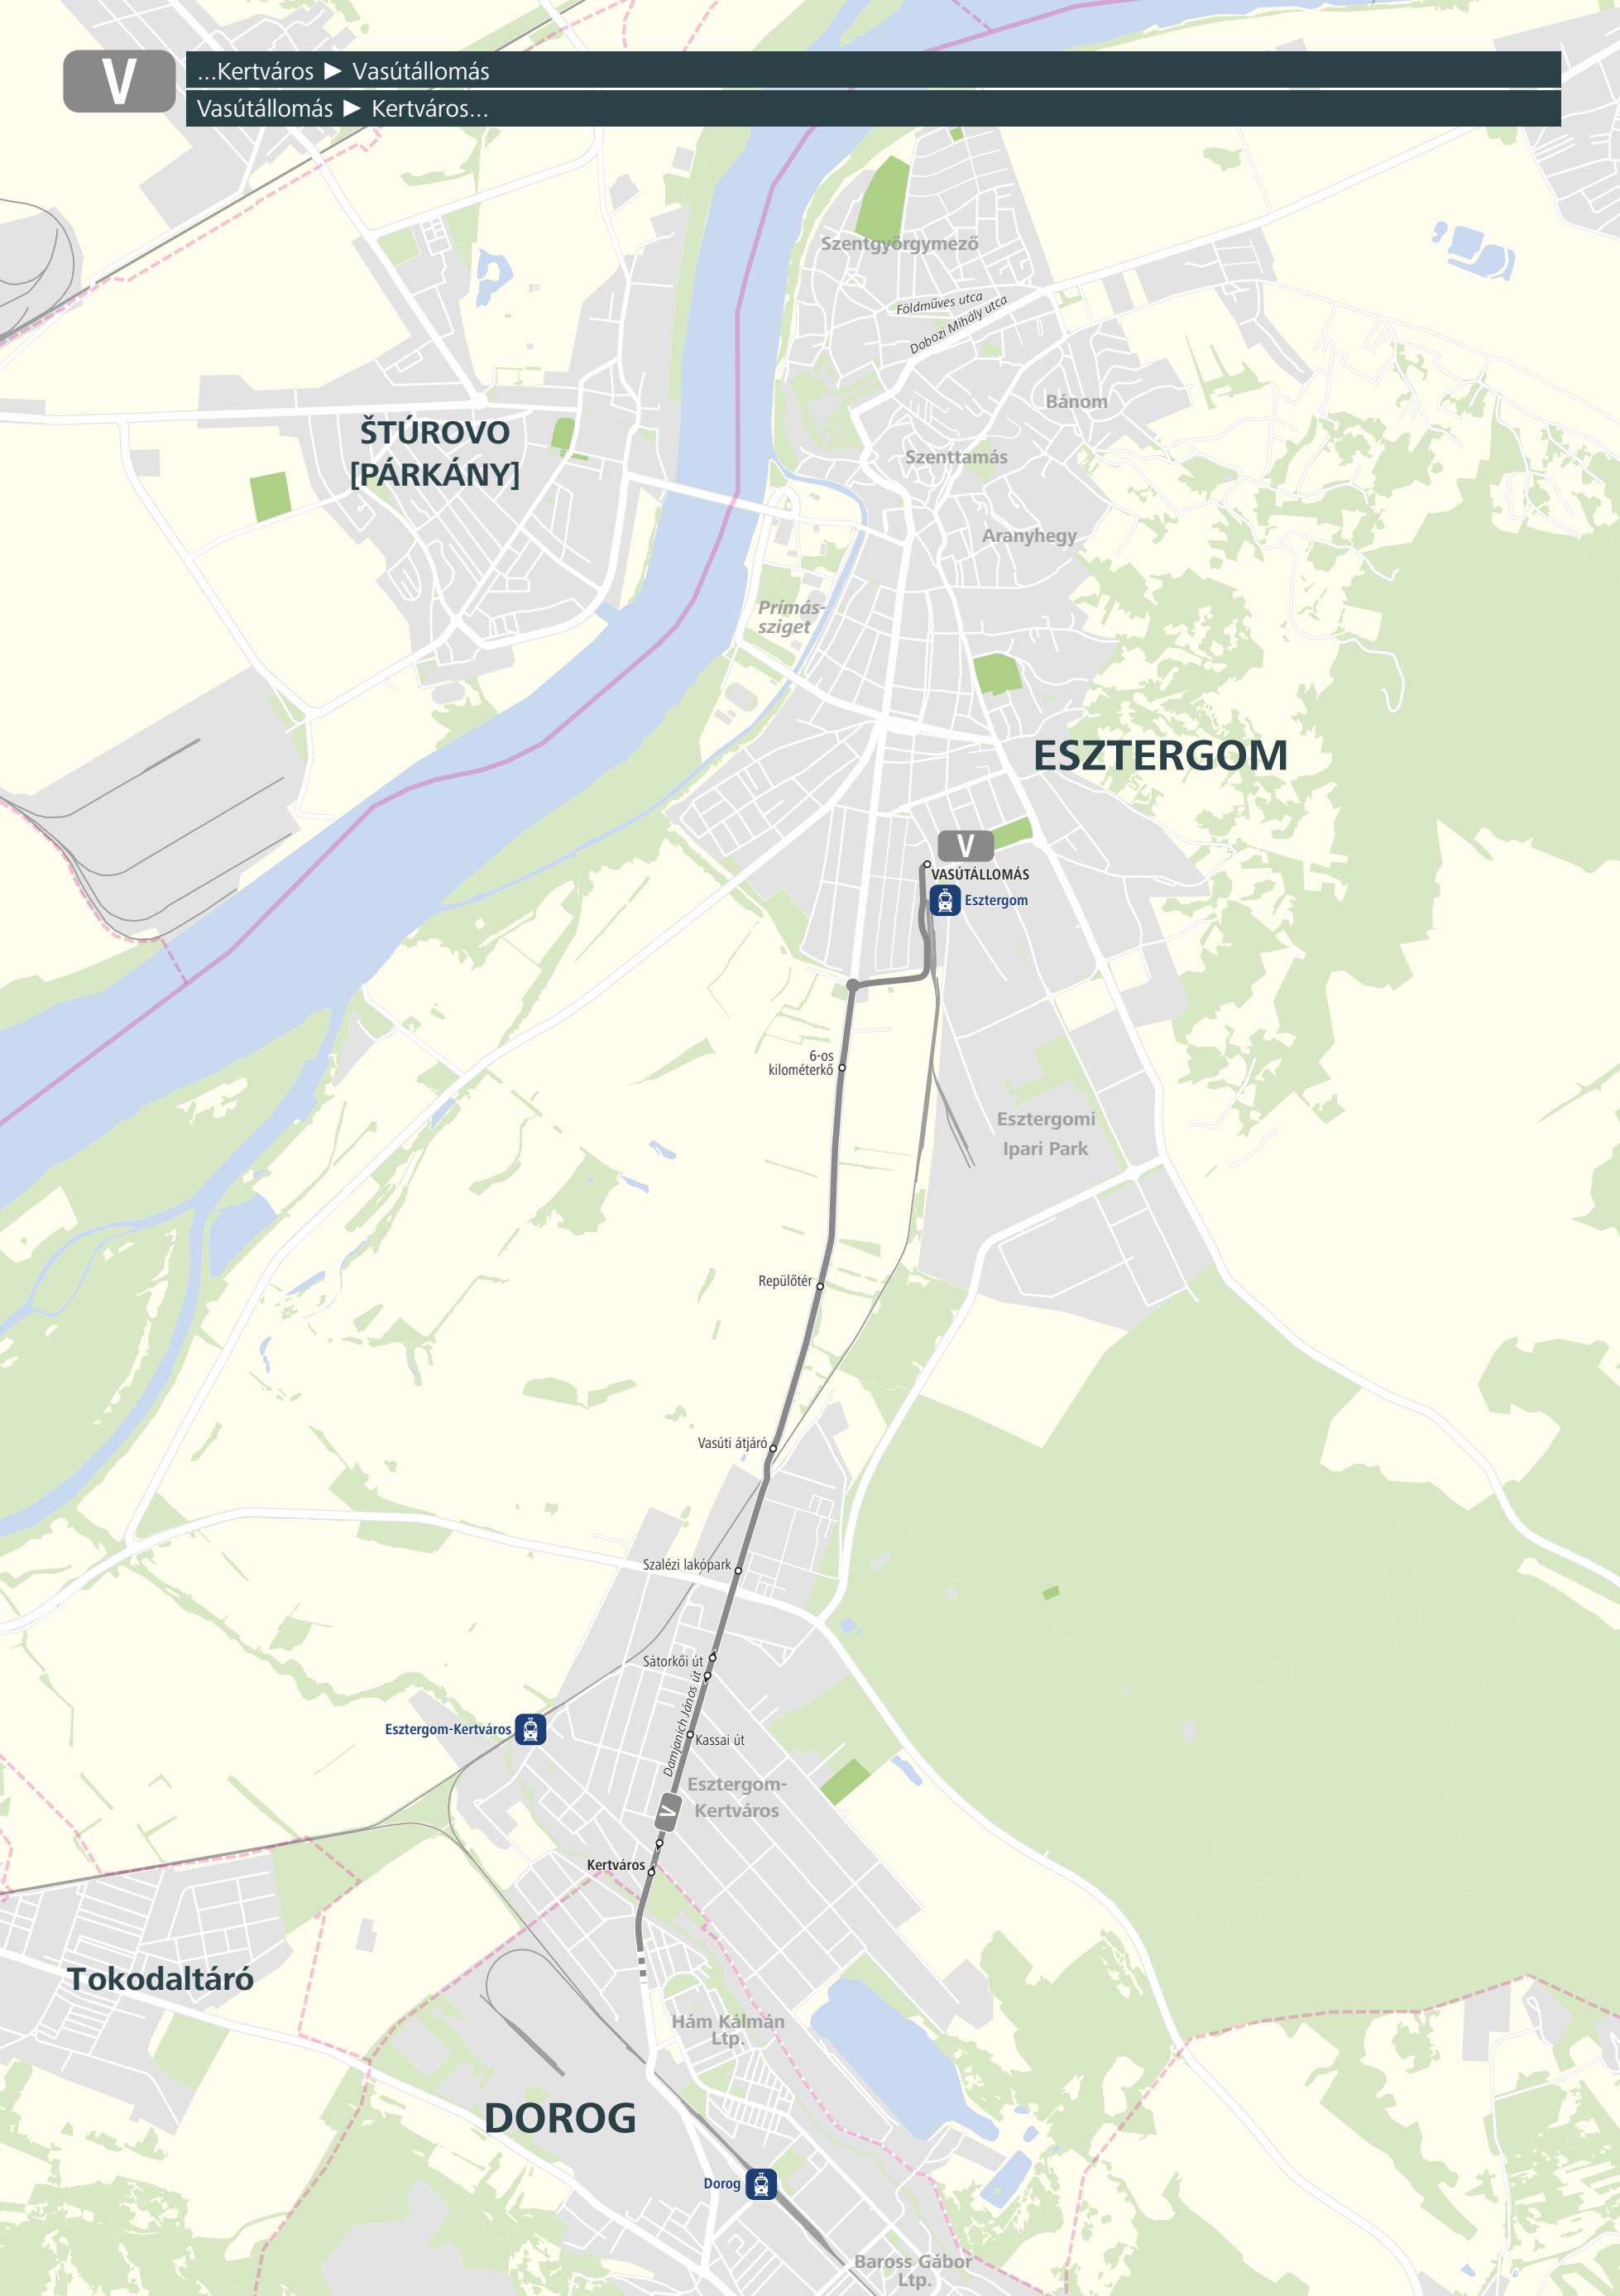 V
...Kertváros ▶ Vasútállomás
Vasútállomás ▶ Kertváros...
Szentgyörgymező
Földműves utca
Dobozi Mihály utca
Bánom
ŠTÚROVO
[PÁRKÁNY]
Szenttamás
Aranyhegy
Prímás-
sziget
ESZTERGOM
V
VASÚTÁLLOMÁS
Esztergom
6-os
kilométerkő
Esztergomi
Ipari Park
Repülőtér
Vasúti átjáró
Szalézi lakópark
Sátorkői út
Damjanich János út
Esztergom-Kertváros
Kassai út
Esztergom-
Kertváros
V
Kertváros
Tokodaltáró
Hám Kálmán
Ltp.
DOROG
Dorog
Baross Gábor
Ltp.